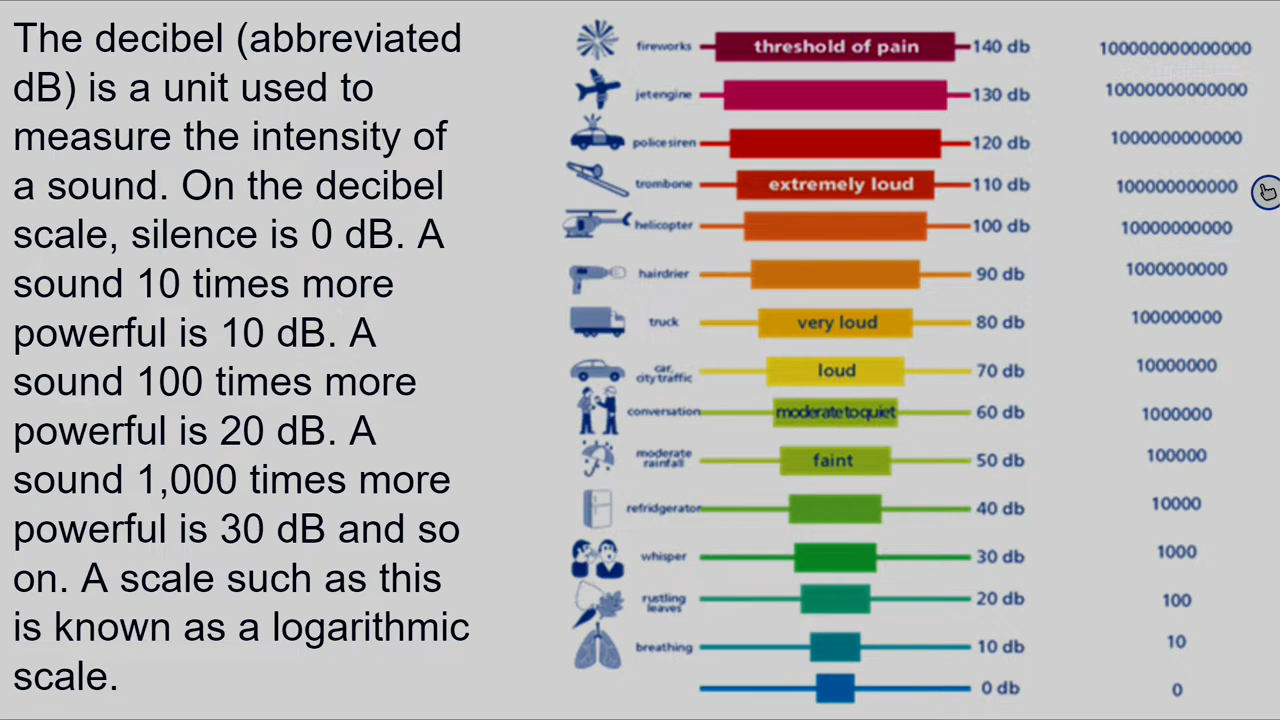 The decibel (abbreviated
dB) is a unit used to
measure the intensity of
a sound. On the decibel
scale, silence is 0 dB. A
sound 10 times more
powerful is 10 dB. A
sound 100 times more
powerful is 20 dB. A
sound 1,000 times more
powerful is 30 dB and so
on. A scale such as this
is known as a logarithmic
scale.
fireworks threshold of pain 140 db 100000000000000
jet engine 130 db 10000000000000
police siren 120 db 1000000000000
trombone extremely loud 110 db 100000000000
helicopter 100 db 10000000000
hairdrier 90 db 1000000000
truck very loud 80 db 100000000
car,
city traffic loud 70 db 10000000
conversation moderate to quiet 60 db 1000000
moderate
rainfall faint 50 db 100000
refridgerator 40 db 10000
whisper 30 db 1000
rustling
leaves 20 db 100
breathing 10 db 10
0 db 0